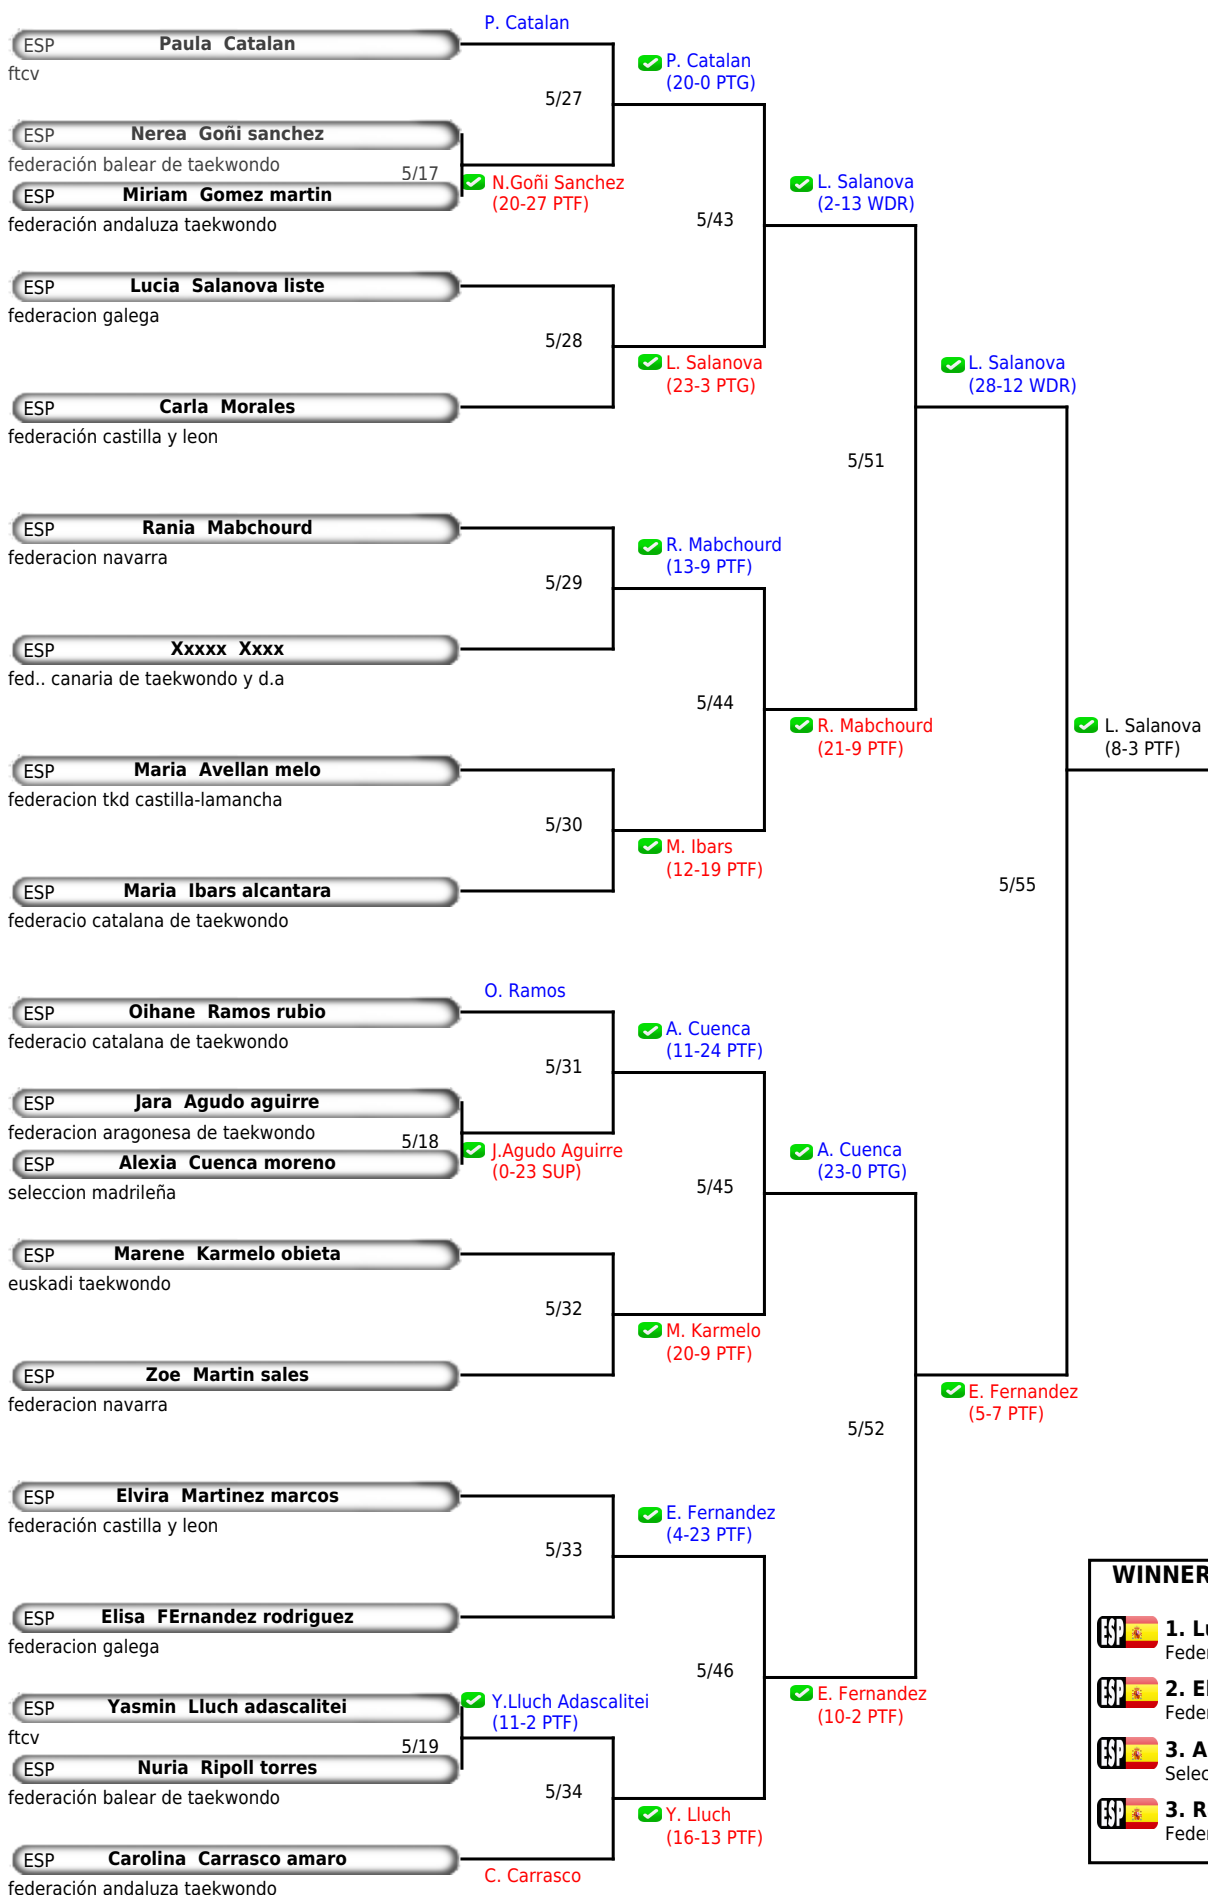 P. Catalan
ESP Paula Catalan
ftcv
P. Catalan
(20-0 PTG)
5/27
ESP Nerea Goñi sanchez
federación balear de taekwondo
5/17
N.Goñi Sanchez
(20-27 PTF)
ESP Miriam Gomez martin
federación andaluza taekwondo
L. Salanova
(2-13 WDR)
5/43
ESP Lucia Salanova liste
federacion galega
5/28
L. Salanova
(23-3 PTG)
L. Salanova
(28-12 WDR)
ESP Carla Morales
federación castilla y leon
5/51
ESP Rania Mabchourd
federacion navarra
R. Mabchourd
(13-9 PTF)
5/29
ESP Xxxxx Xxxx
fed.. canaria de taekwondo y d.a
5/44
R. Mabchourd
(21-9 PTF)
L. Salanova
(8-3 PTF)
ESP Maria Avellan melo
federacion tkd castilla-lamancha
5/30
M. Ibars
(12-19 PTF)
ESP Maria Ibars alcantara
federacio catalana de taekwondo
5/55
O. Ramos
ESP Oihane Ramos rubio
federacio catalana de taekwondo
A. Cuenca
(11-24 PTF)
5/31
ESP Jara Agudo aguirre
federacion aragonesa de taekwondo
5/18
J.Agudo Aguirre
(0-23 SUP)
ESP Alexia Cuenca moreno
seleccion madrileña
A. Cuenca
(23-0 PTG)
5/45
ESP Marene Karmelo obieta
euskadi taekwondo
5/32
M. Karmelo
(20-9 PTF)
ESP Zoe Martin sales
federacion navarra
E. Fernandez
(5-7 PTF)
5/52
ESP Elvira Martinez marcos
federación castilla y leon
E. Fernandez
(4-23 PTF)
5/33
ESP Elisa FErnandez rodriguez
federacion galega
5/46
E. Fernandez
(10-2 PTF)
ESP Yasmin Lluch adascalitei
ftcv
5/19
Y.Lluch Adascalitei
(11-2 PTF)
ESP Nuria Ripoll torres
federación balear de taekwondo
5/34
Y. Lluch
(16-13 PTF)
ESP Carolina Carrasco amaro
federación andaluza taekwondo
C. Carrasco
WINNER
ESP 1. Lu
Feder
ESP 2. El
Feder
ESP 3. A
Selec
ESP 3. R
Feder